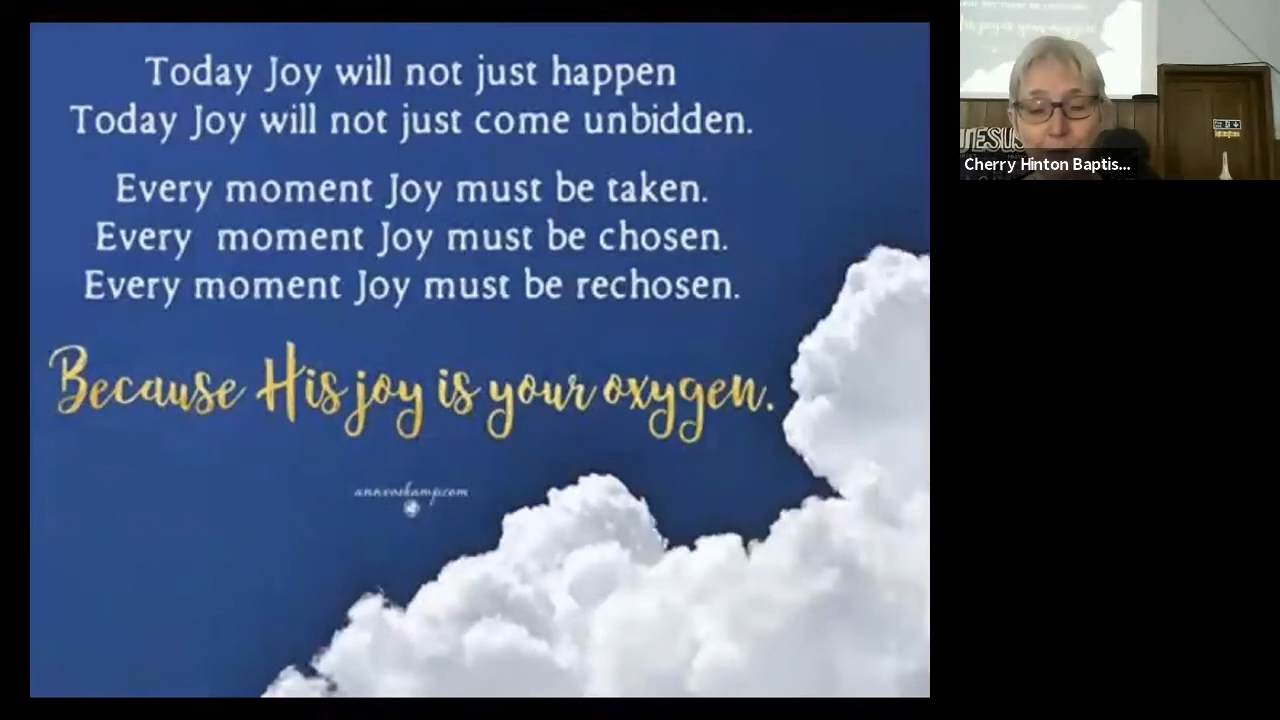 Today Joy will not just happen
Today Joy will not just come unbidden.
Every moment Joy must be taken.
Every moment Joy must be chosen.
Every moment Joy must be rechosen.
Because His joy is your oxygen.
annvoskamp.com
JESUS
Cherry Hinton Baptis...